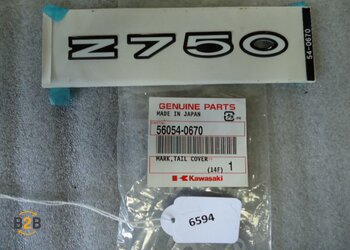 Z750
54-0670
GENUINE PARTS
MADE IN JAPAN
56054-0670
MARK,TAIL COVER
(14F) 1
Kawasaki
6594
B2B